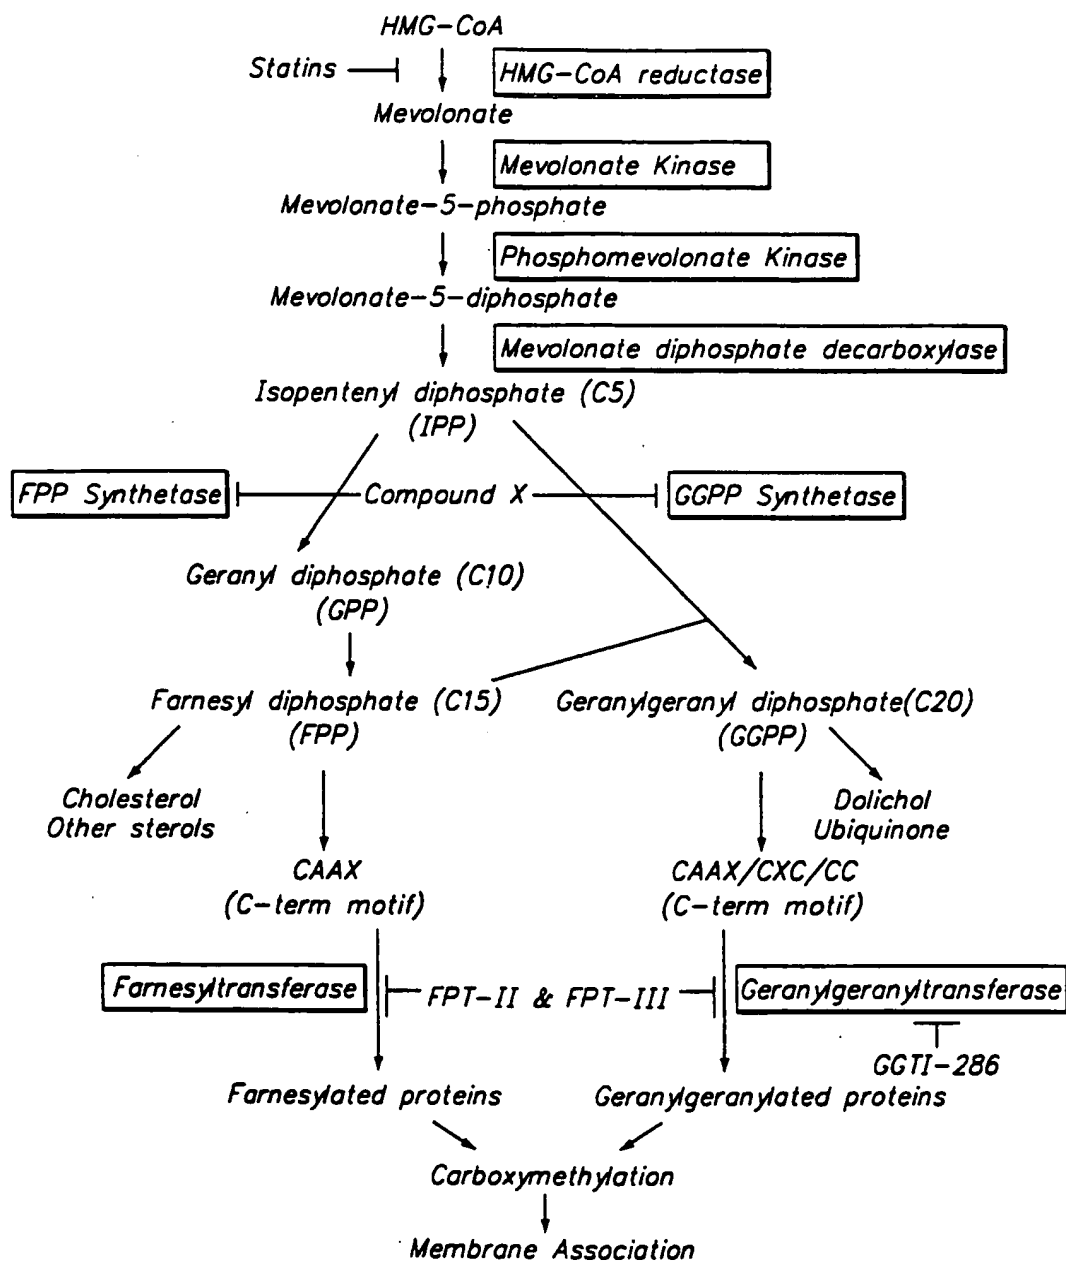 HMG-CoA
Statins
HMG-CoA reductase
Mevolonate
Mevolonate Kinase
Mevolonate-5-phosphate
Phosphomevolonate Kinase
Mevolonate-5-diphosphate
Mevolonate diphosphate decarboxylase
Isopentenyl diphosphate (C5)
(IPP)
FPP Synthetase
Compound X
GGPP Synthetase
Geranyl diphosphate (C10)
(GPP)
Farnesyl diphosphate (C15)
(FPP)
Geranylgeranyl diphosphate(C20)
(GGPP)
Cholesterol
Other sterols
Dolichol
Ubiquinone
CAAX
(C-term motif)
CAAX/CXC/CC
(C-term motif)
Farnesyltransferase
FPT-II & FPT-III
Geranylgeranyltransferase
GGTI-286
Farnesylated proteins
Geranylgeranylated proteins
Carboxymethylation
Membrane Association